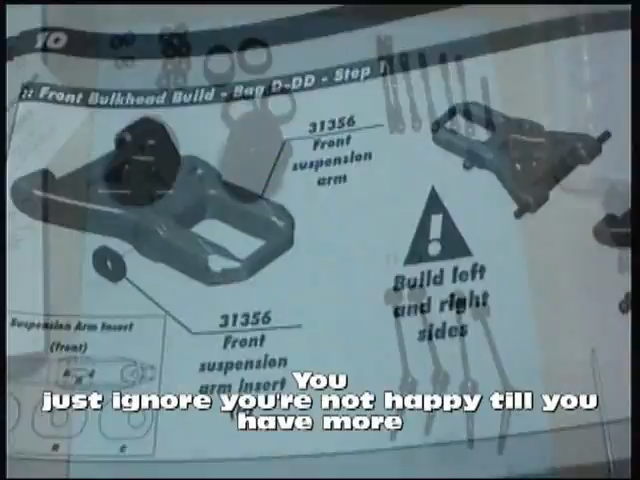 10
:: Front Bulkhead Build - Bag D-DD - Step 1
31356
Front
suspension
arm
!
Build left
and right
sides
31356
Front
suspension
arm Insert
Suspension Arm Insert
(front)
You
just ignore you're not happy till you
have more